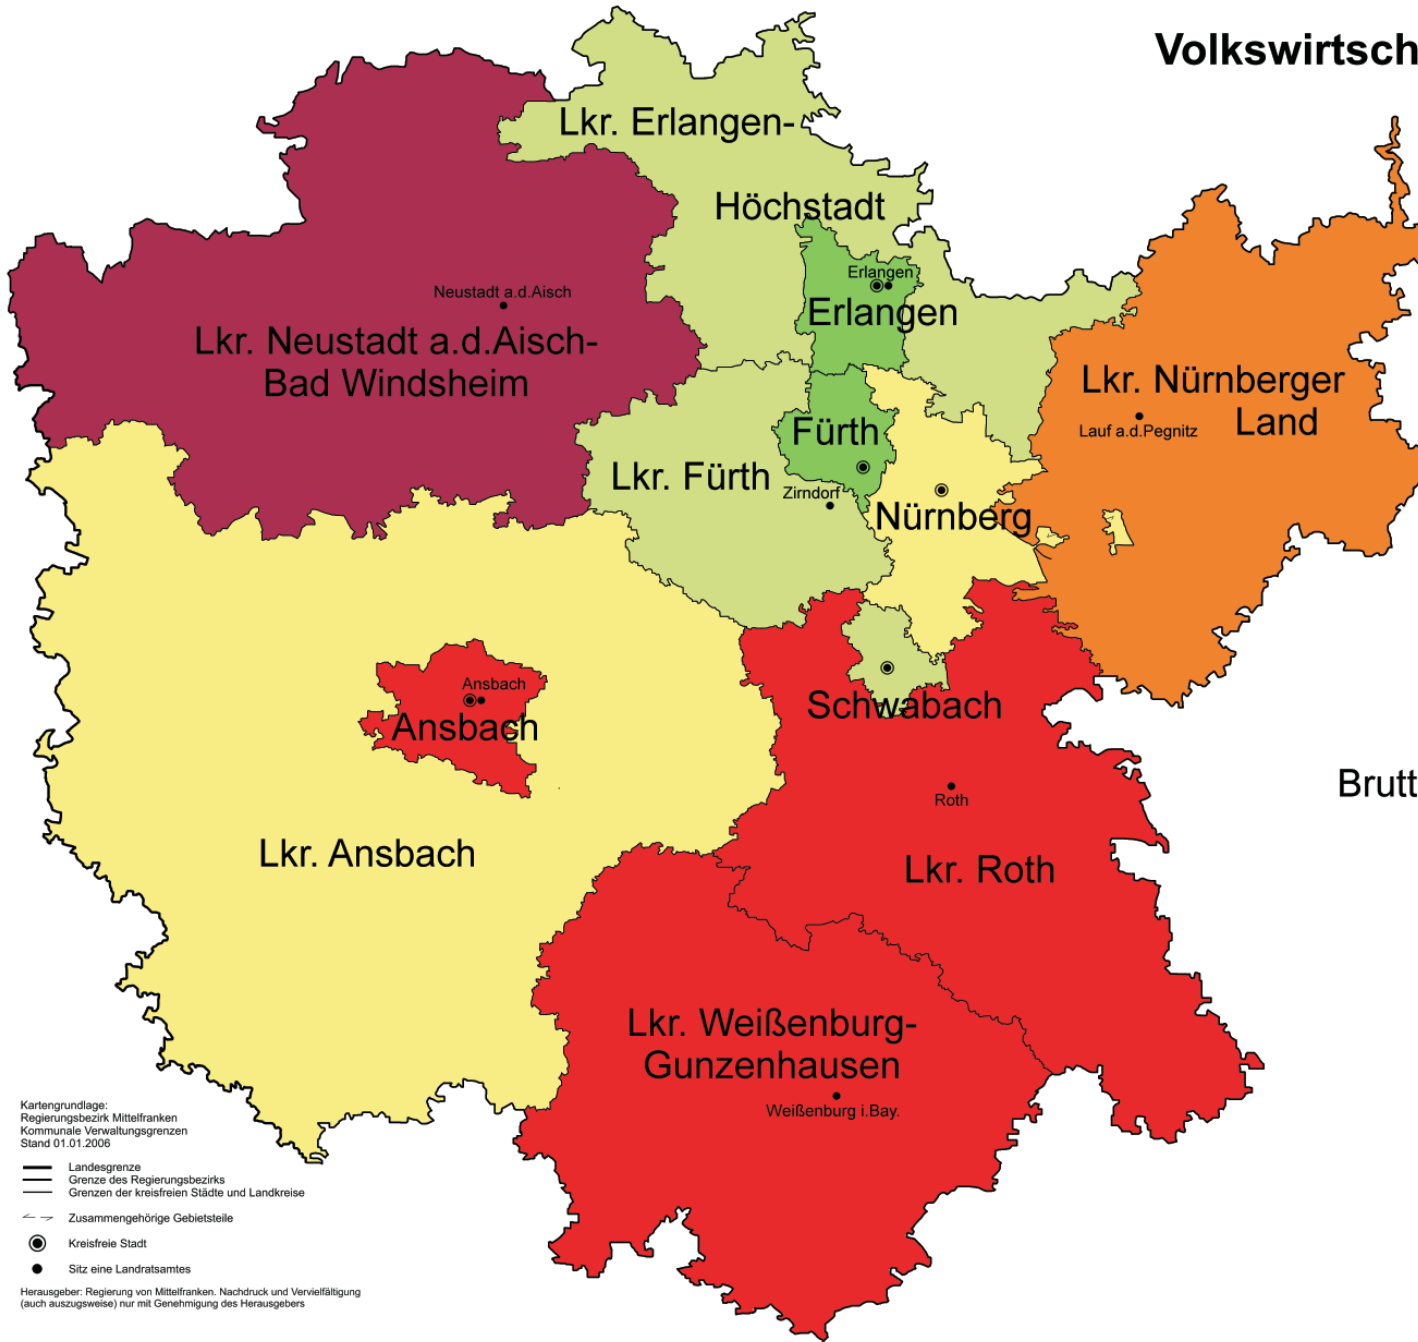 Volkswirtsch
Lkr. Erlangen-
Höchstadt
Erlangen
Erlangen
Neustadt a.d.Aisch
Lkr. Neustadt a.d.Aisch-
Bad Windsheim
Lkr. Nürnberger
Land
Lauf a.d.Pegnitz
Fürth
Lkr. Fürth
Zirndorf
Nürnberg
Ansbach
Ansbach
Schwabach
Brutt
Roth
Lkr. Ansbach
Lkr. Roth
Lkr. Weißenburg-
Gunzenhausen
Weißenburg i.Bay.
Kartengrundlage:
Regierungsbezirk Mittelfranken
Kommunale Verwaltungsgrenzen
Stand 01.01.2006
Landesgrenze
Grenze des Regierungsbezirks
Grenzen der kreisfreien Städte und Landkreise
Zusammengehörige Gebietsteile
Kreisfreie Stadt
Sitz eine Landratsamtes
Herausgeber: Regierung von Mittelfranken. Nachdruck und Vervielfältigung
(auch auszugsweise) nur mit Genehmigung des Herausgebers